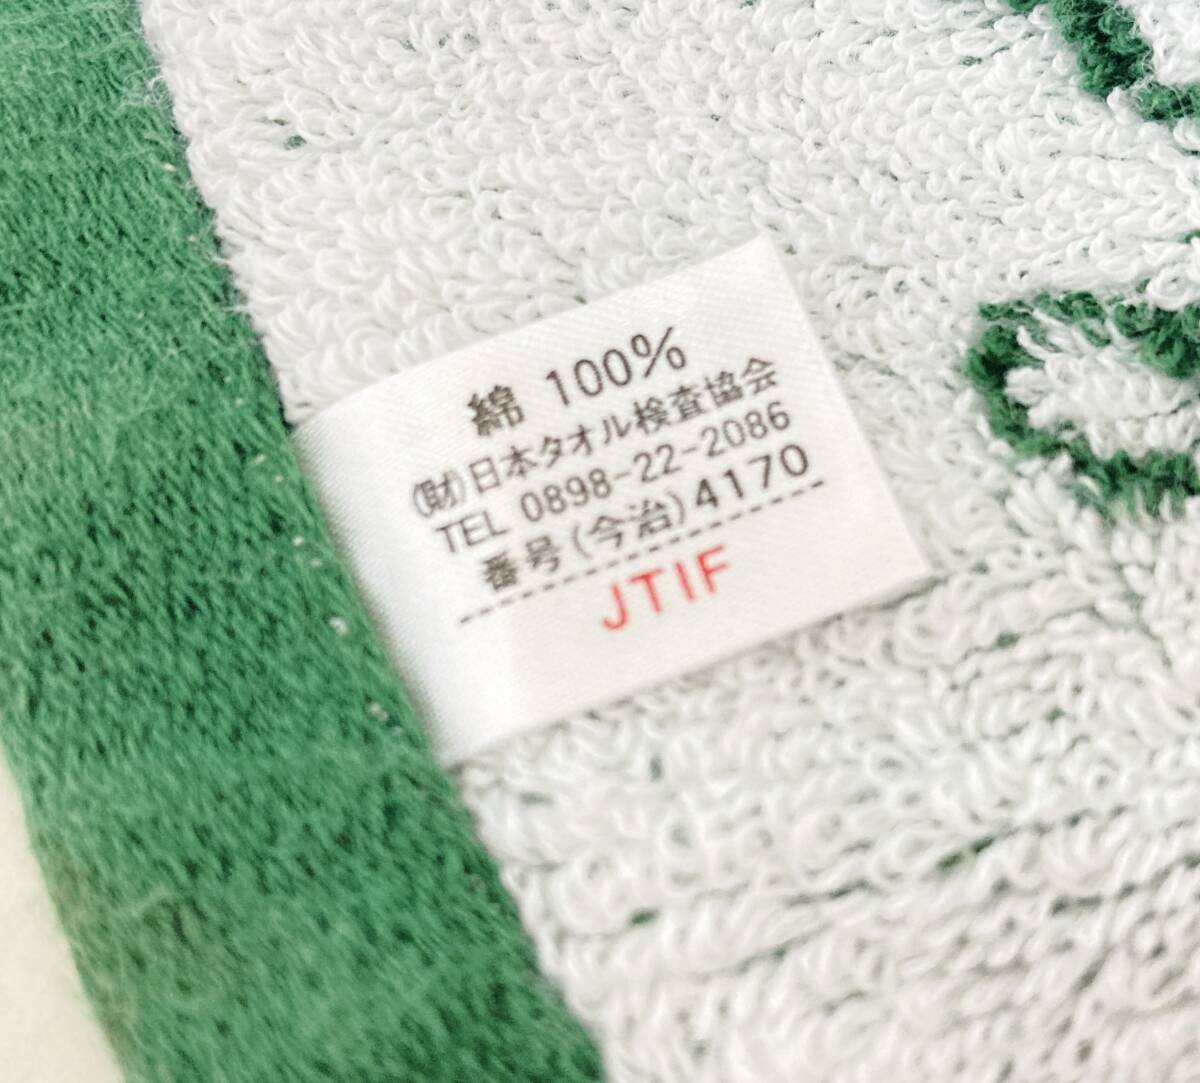 綿 100%
(財)日本タオル検査協会
TEL 0898-22-2086
番号(今治)4170
JTIF